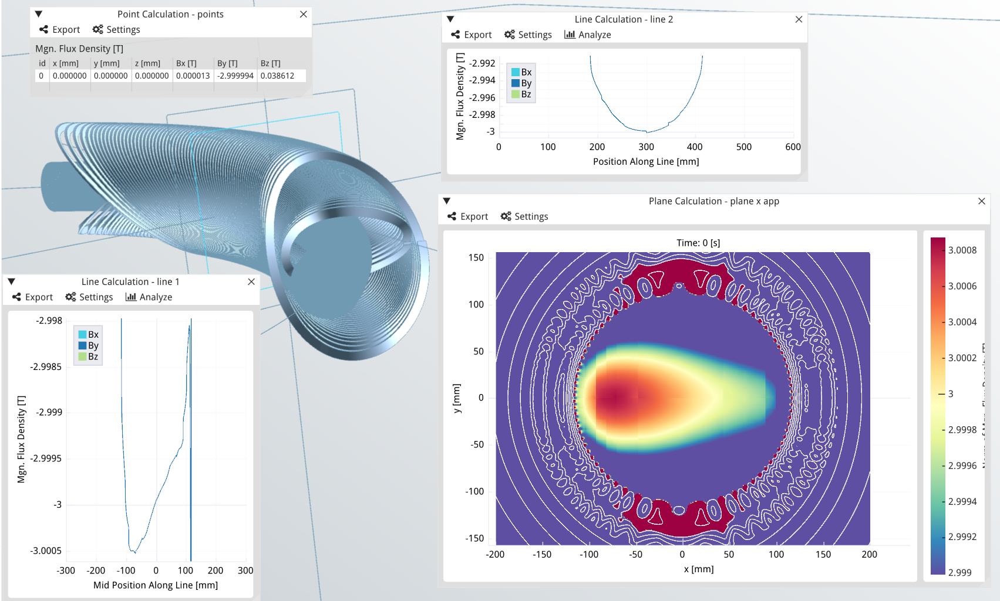 Point Calculation - points
Export Settings
Mgn. Flux Density [T]
id x [mm] y [mm] z [mm] Bx [T] By [T] Bz [T]
0 0.000000 0.000000 0.000000 0.000013 -2.999994 0.038612
Line Calculation - line 2
Export Settings Analyze
Mgn. Flux Density [T]
-2.992
-2.994
-2.996
-2.998
-3
Bx
By
Bz
0 100 200 300 400 500 600
Position Along Line [mm]
Plane Calculation - plane x app
Export Settings
Time: 0 [s]
y [mm]
150
100
50
0
-50
-100
-150
-200 -150 -100 -50 0 50 100 150 200
x [mm]
3.0008
3.0006
3.0004
3.0002
3
2.9998
2.9996
2.9994
2.9992
2.999
Line Calculation - line 1
Export Settings Analyze
Mgn. Flux Density [T]
-2.998
-2.9985
-2.999
-2.9995
-3
-3.0005
Bx
By
Bz
-300 -200 -100 0 100 200 300
Mid Position Along Line [mm]